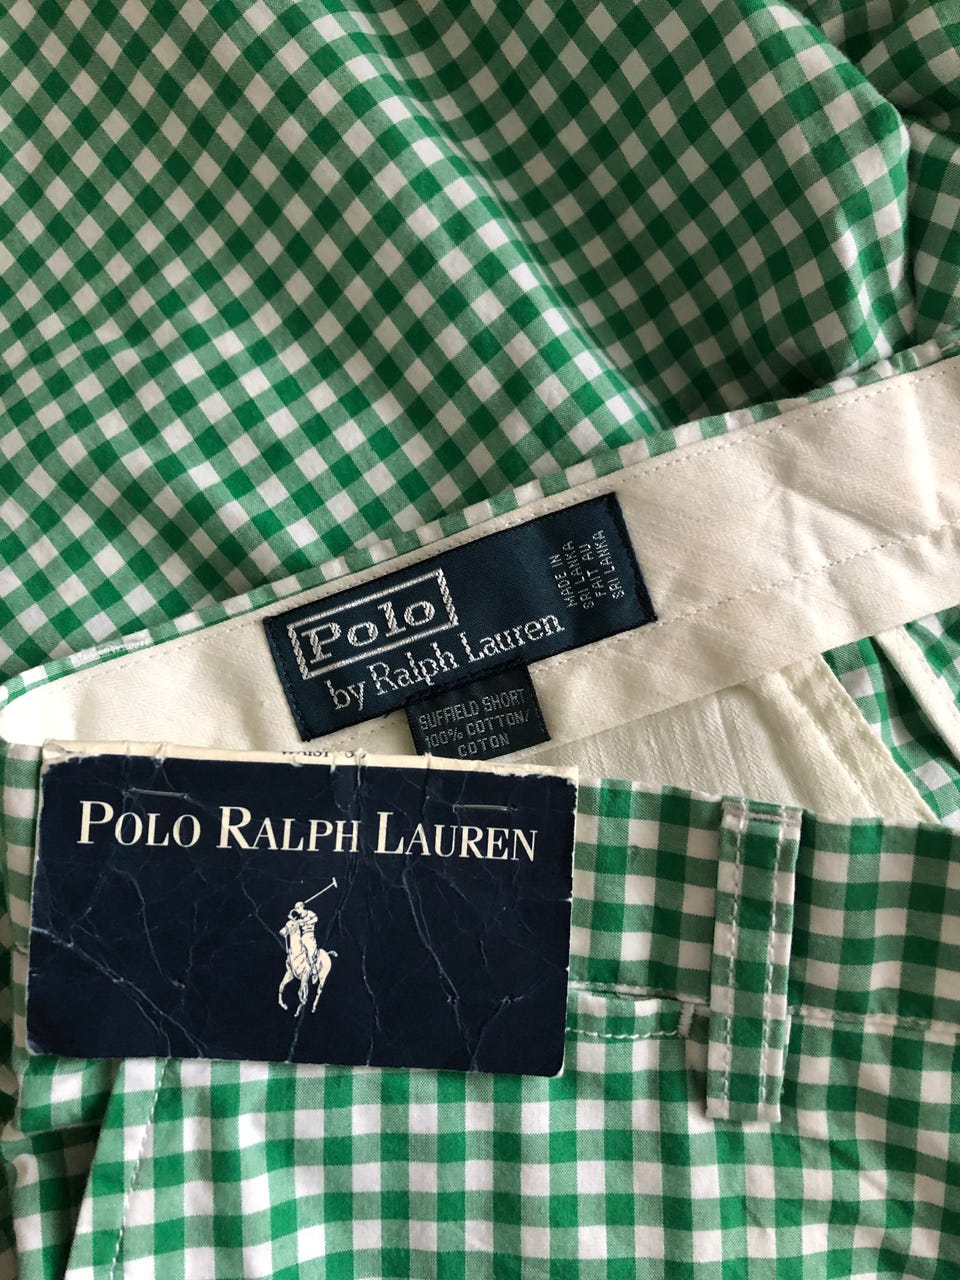 Polo
by Ralph Lauren
MADE IN
SRI LANKA
FAIT AU
SRI LANKA
SUFFIELD SHORT
100% COTTON/
COTON
POLO RALPH LAUREN